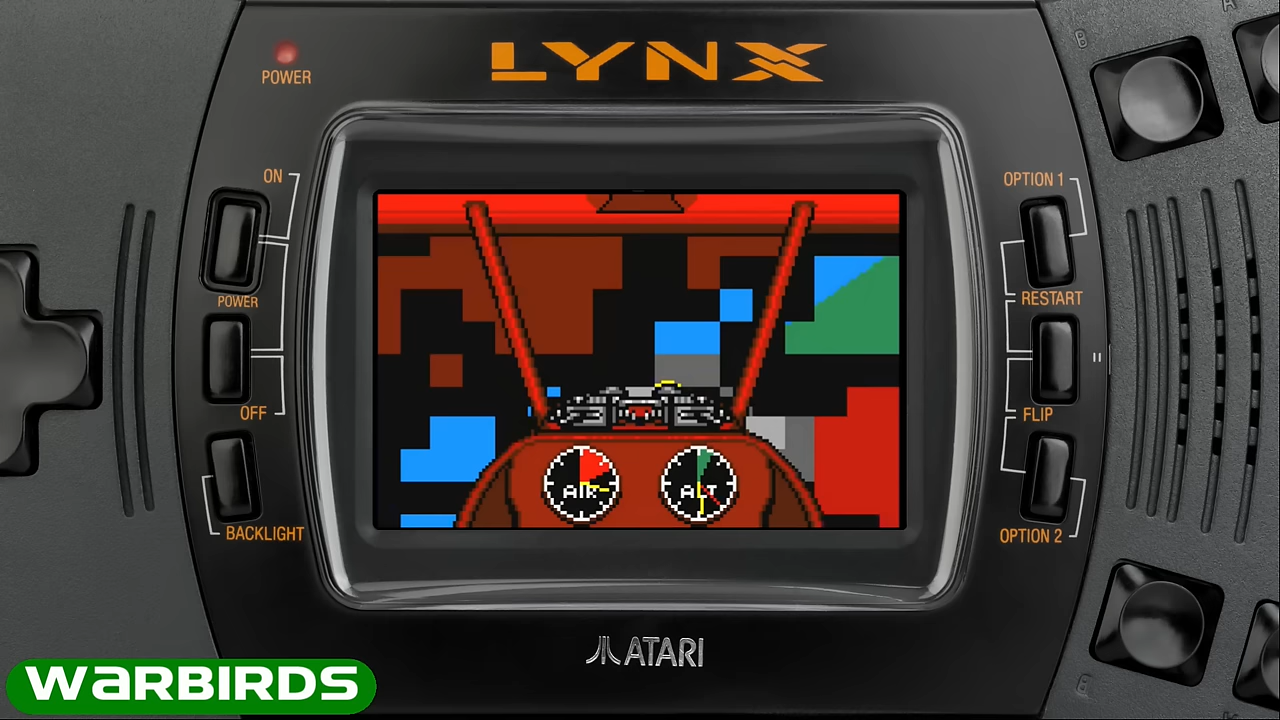 LYNX
POWER
ON
POWER
OFF
BACKLIGHT
OPTION 1
RESTART
FLIP
OPTION 2
B
A
AIR
ALT
ATARI
B
WARBIRDS